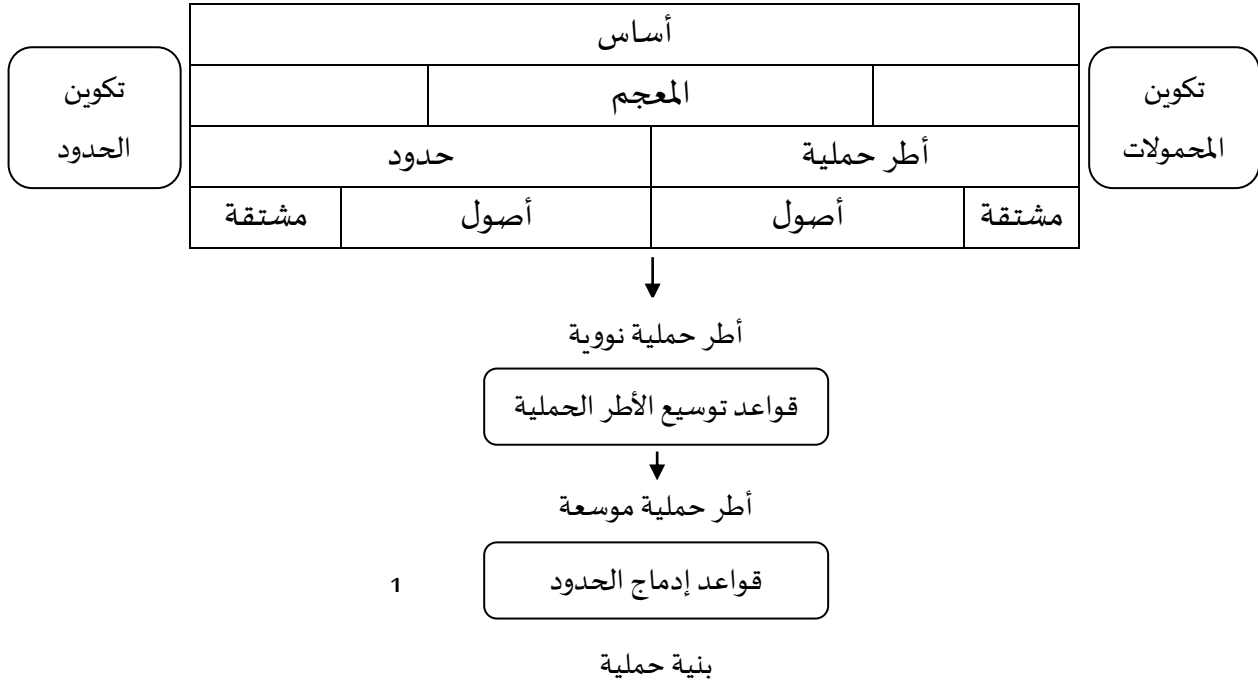 أساس
تكوين
المحمولات
المعجم
تكوين
الحدود
أطر حملية
حدود
مشتقة
أصول
أصول
مشتقة
أطر حملية نووية
قواعد توسيع الأطر الحملية
أطر حملية موسعة
قواعد إدماج الحدود
1
بنية حملية